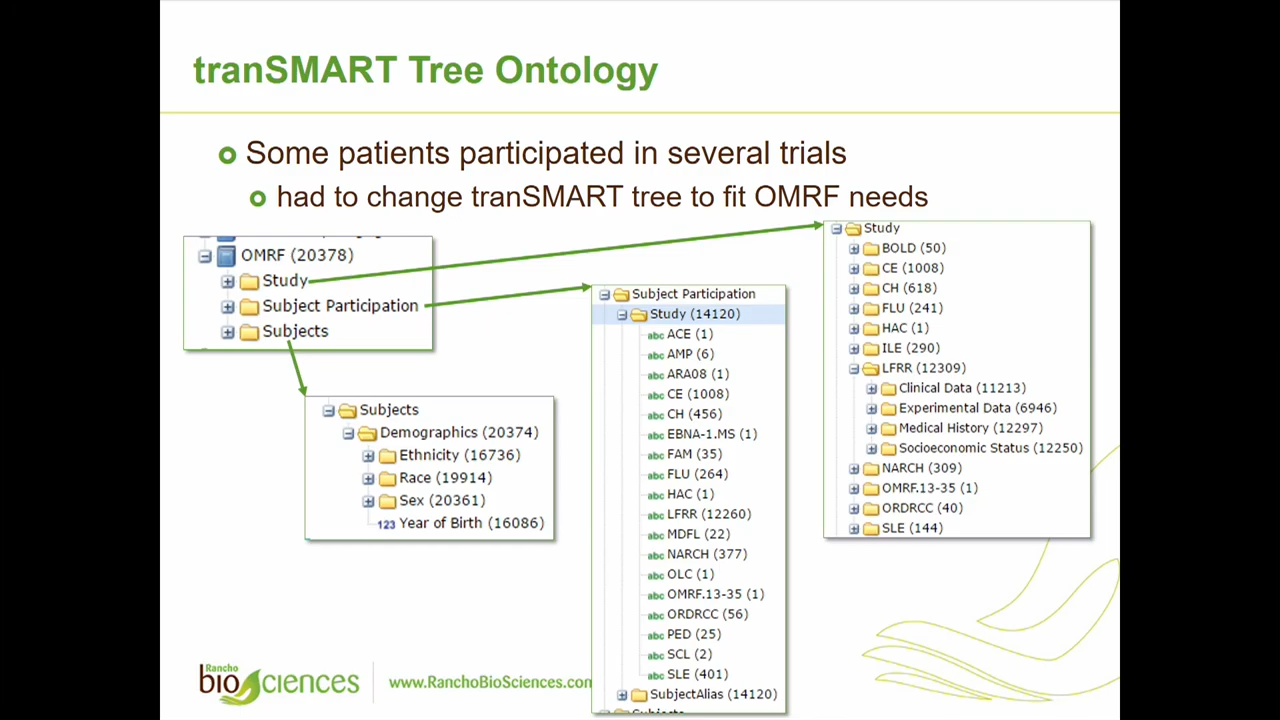 tranSMART Tree Ontology
Some patients participated in several trials
had to change tranSMART tree to fit OMRF needs
OMRF (20378)
Study
Subject Participation
Subjects
Subjects
Demographics (20374)
Ethnicity (16736)
Race (19914)
Sex (20361)
123 Year of Birth (16086)
Subject Participation
Study (14120)
abc ACE (1)
abc AMP (6)
abc ARA08 (1)
abc CE (1008)
abc CH (456)
abc EBNA-1.MS (1)
abc FAM (35)
abc FLU (264)
abc HAC (1)
abc LFRR (12260)
abc MDFL (22)
abc NARCH (377)
abc OLC (1)
abc OMRF.13-35 (1)
abc ORDRCC (56)
abc PED (25)
abc SCL (2)
abc SLE (401)
SubjectAlias (14120)
Study
BOLD (50)
CE (1008)
CH (618)
FLU (241)
HAC (1)
ILE (290)
LFRR (12309)
Clinical Data (11213)
Experimental Data (6946)
Medical History (12297)
Socioeconomic Status (12250)
NARCH (309)
OMRF.13-35 (1)
ORDRCC (40)
SLE (144)
Rancho
bioSciences
www.RanchoBioSciences.com